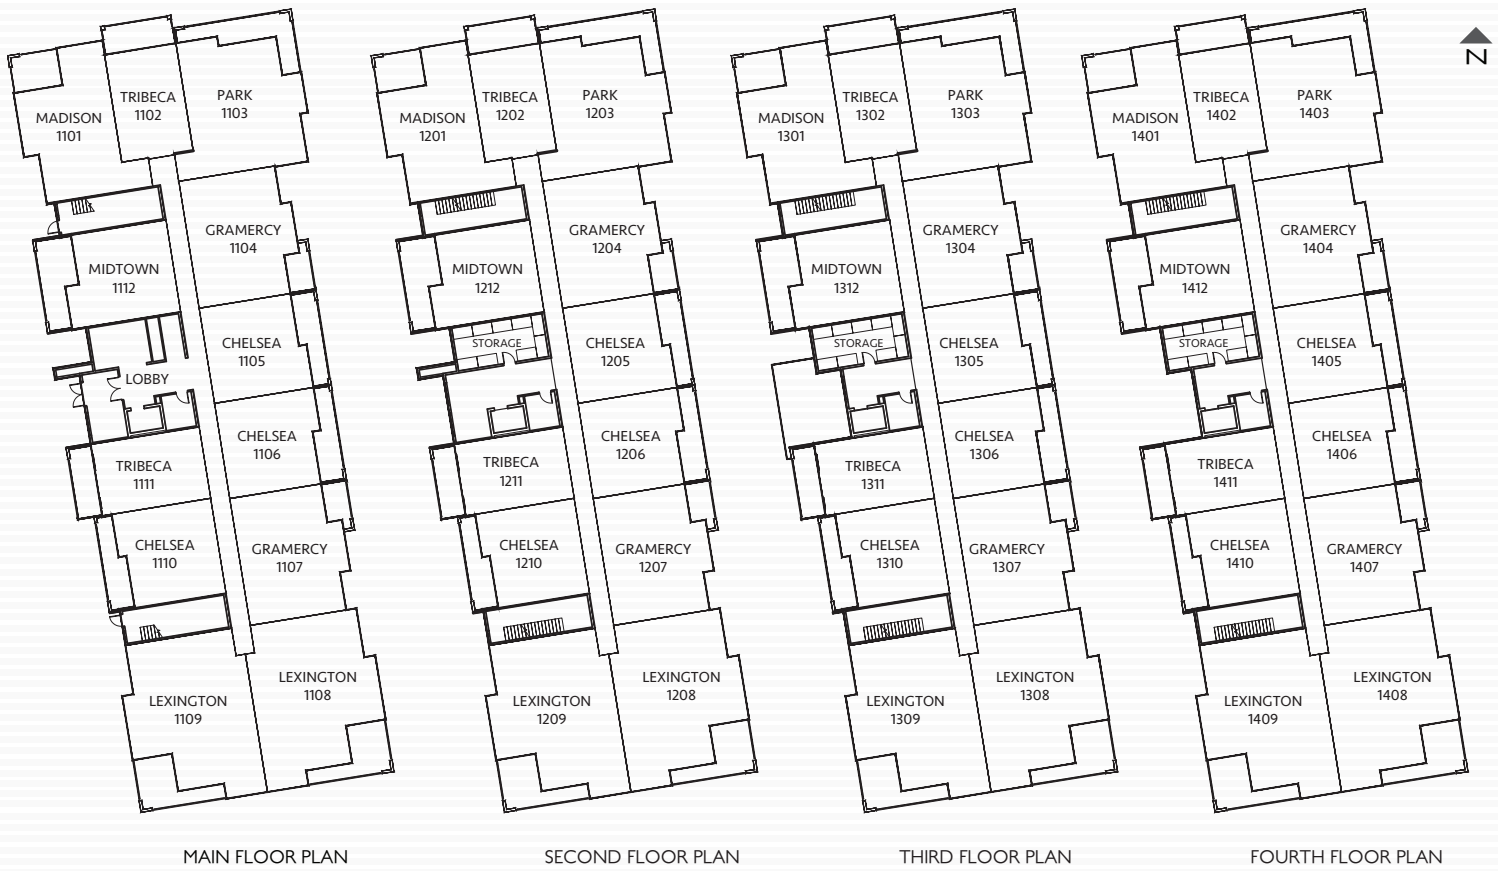 N
MADISON
1101
TRIBECA
1102
PARK
1103
GRAMERCY
1104
MIDTOWN
1112
CHELSEA
1105
LOBBY
CHELSEA
1106
TRIBECA
1111
CHELSEA
1110
GRAMERCY
1107
LEXINGTON
1108
LEXINGTON
1109
MAIN FLOOR PLAN
MADISON
1201
TRIBECA
1202
PARK
1203
GRAMERCY
1204
MIDTOWN
1212
STORAGE
CHELSEA
1205
CHELSEA
1206
TRIBECA
1211
CHELSEA
1210
GRAMERCY
1207
LEXINGTON
1208
LEXINGTON
1209
SECOND FLOOR PLAN
MADISON
1301
TRIBECA
1302
PARK
1303
GRAMERCY
1304
MIDTOWN
1312
STORAGE
CHELSEA
1305
CHELSEA
1306
TRIBECA
1311
CHELSEA
1310
GRAMERCY
1307
LEXINGTON
1308
LEXINGTON
1309
THIRD FLOOR PLAN
MADISON
1401
TRIBECA
1402
PARK
1403
GRAMERCY
1404
MIDTOWN
1412
STORAGE
CHELSEA
1405
CHELSEA
1406
TRIBECA
1411
CHELSEA
1410
GRAMERCY
1407
LEXINGTON
1408
LEXINGTON
1409
FOURTH FLOOR PLAN